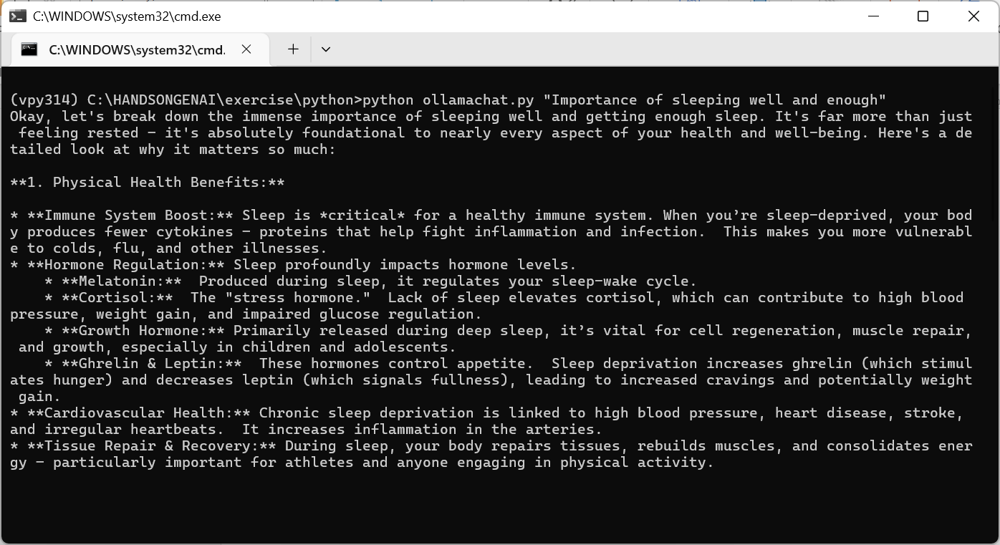 C:\WINDOWS\system32\cmd.exe
C:\WINDOWS\system32\cmd.
(vpy314) C:\HANDSONGENAI\exercise\python>python ollamachat.py "Importance of sleeping well and enough"
Okay, let's break down the immense importance of sleeping well and getting enough sleep. It's far more than just
 feeling rested – it's absolutely foundational to nearly every aspect of your health and well-being. Here's a de
tailed look at why it matters so much:
**1. Physical Health Benefits:**
* **Immune System Boost:** Sleep is *critical* for a healthy immune system. When you’re sleep-deprived, your bod
y produces fewer cytokines – proteins that help fight inflammation and infection.  This makes you more vulnerabl
e to colds, flu, and other illnesses.
* **Hormone Regulation:** Sleep profoundly impacts hormone levels.
    * **Melatonin:**  Produced during sleep, it regulates your sleep-wake cycle.
    * **Cortisol:**  The "stress hormone."  Lack of sleep elevates cortisol, which can contribute to high blood
pressure, weight gain, and impaired glucose regulation.
    * **Growth Hormone:** Primarily released during deep sleep, it’s vital for cell regeneration, muscle repair,
 and growth, especially in children and adolescents.
    * **Ghrelin & Leptin:**  These hormones control appetite.  Sleep deprivation increases ghrelin (which stimul
ates hunger) and decreases leptin (which signals fullness), leading to increased cravings and potentially weight
 gain.
* **Cardiovascular Health:** Chronic sleep deprivation is linked to high blood pressure, heart disease, stroke,
and irregular heartbeats.  It increases inflammation in the arteries.
* **Tissue Repair & Recovery:** During sleep, your body repairs tissues, rebuilds muscles, and consolidates ener
gy – particularly important for athletes and anyone engaging in physical activity.